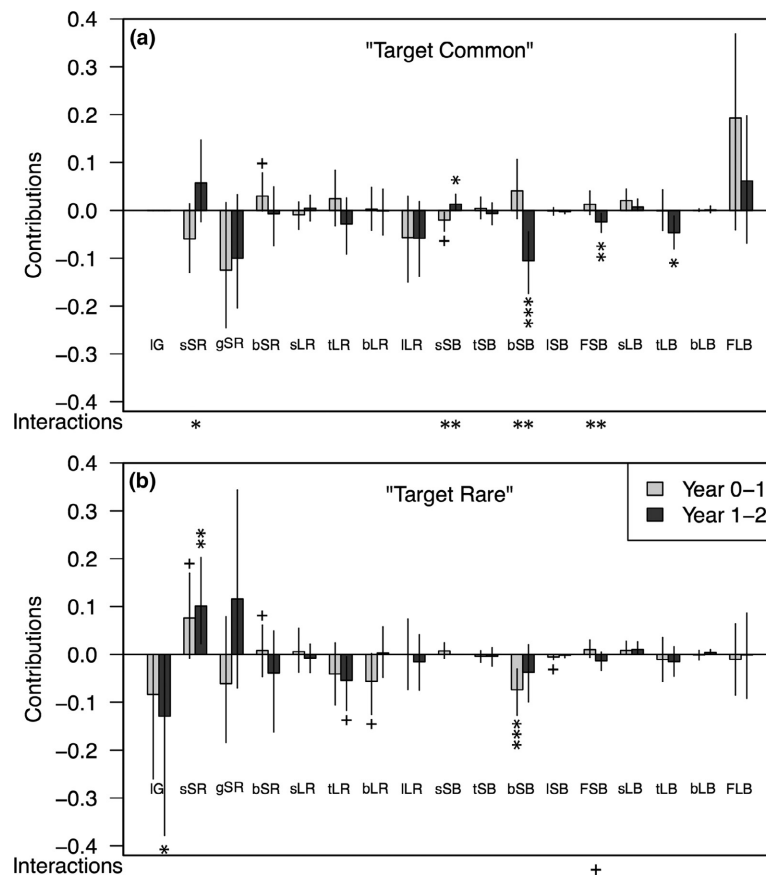 (a)
"Target Common"
0.4
0.3
0.2
0.1
0.0
−0.1
−0.2
−0.3
−0.4
Contributions
+
+
*
***
**
*
IG sSR gSR bSR sLR tLR bLR lLR sSB tSB bSB lSB FSB sLB tLB bLB FLB
Interactions * ** ** **
(b)
"Target Rare"
Year 0−1
Year 1−2
0.4
0.3
0.2
0.1
0.0
−0.1
−0.2
−0.3
−0.4
Contributions
*
+
**
+
+
+
***
+
IG sSR gSR bSR sLR tLR bLR lLR sSB tSB bSB lSB FSB sLB tLB bLB FLB
Interactions +